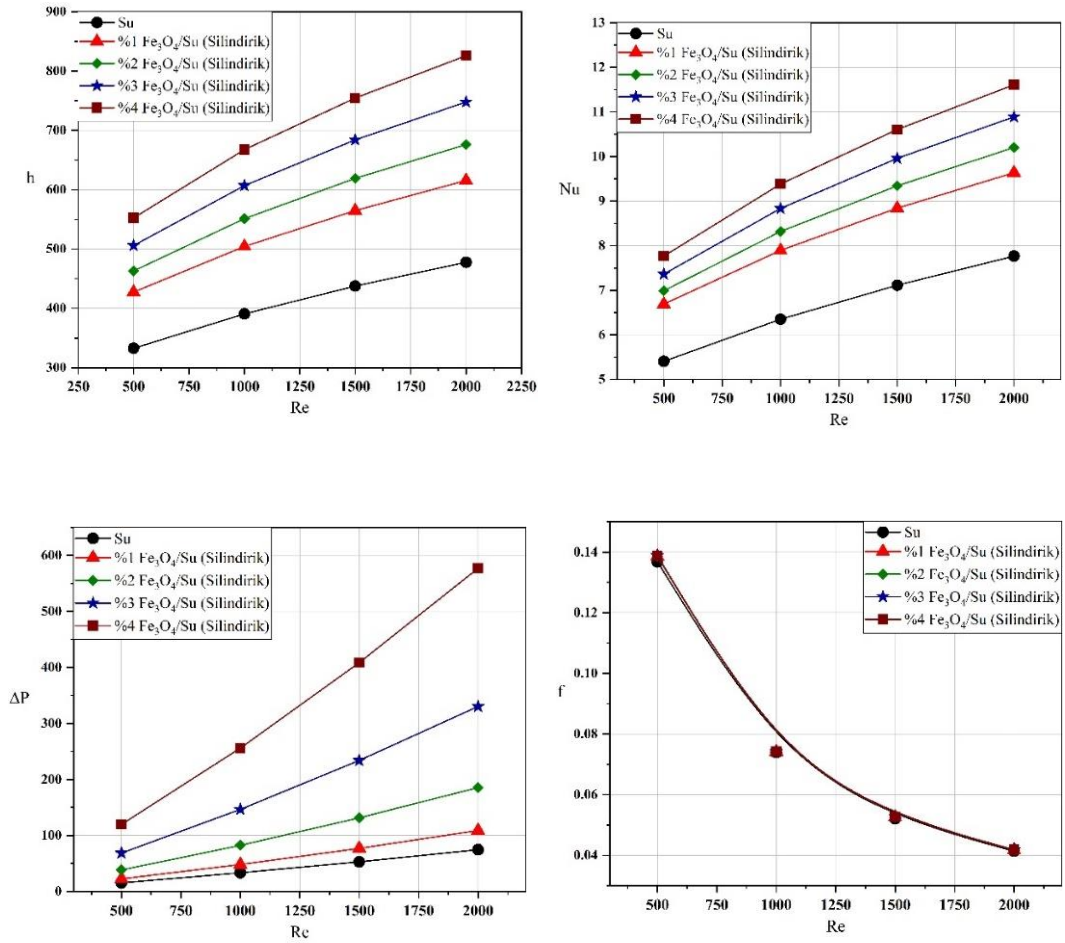 900
800
700
600
500
400
300
h
Su
%1 Fe₃O₄/Su (Silindirik)
%2 Fe₃O₄/Su (Silindirik)
%3 Fe₃O₄/Su (Silindirik)
%4 Fe₃O₄/Su (Silindirik)
250 500 750 1000 1250 1500 1750 2000 2250
Re
13
12
11
10
9
8
7
6
5
Nu
Su
%1 Fe₃O₄/Su (Silindirik)
%2 Fe₃O₄/Su (Silindirik)
%3 Fe₃O₄/Su (Silindirik)
%4 Fe₃O₄/Su (Silindirik)
500 750 1000 1250 1500 1750 2000
Re
600
500
400
300
200
100
0
ΔP
Su
%1 Fe₃O₄/Su (Silindirik)
%2 Fe₃O₄/Su (Silindirik)
%3 Fe₃O₄/Su (Silindirik)
%4 Fe₃O₄/Su (Silindirik)
500 750 1000 1250 1500 1750 2000
Re
0.14
0.12
0.10
0.08
0.06
0.04
f
Su
%1 Fe₃O₄/Su (Silindirik)
%2 Fe₃O₄/Su (Silindirik)
%3 Fe₃O₄/Su (Silindirik)
%4 Fe₃O₄/Su (Silindirik)
500 750 1000 1250 1500 1750 2000
Re